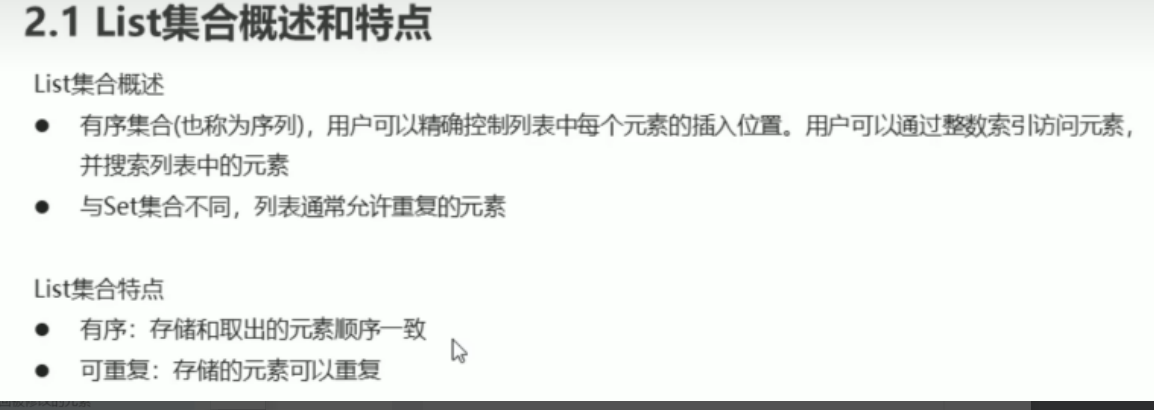 2.1 List集合概述和特点
List集合概述
● 有序集合(也称为序列)，用户可以精确控制列表中每个元素的插入位置。用户可以通过整数索引访问元素，
并搜索列表中的元素
● 与Set集合不同，列表通常允许重复的元素
List集合特点
● 有序：存储和取出的元素顺序一致
● 可重复：存储的元素可以重复